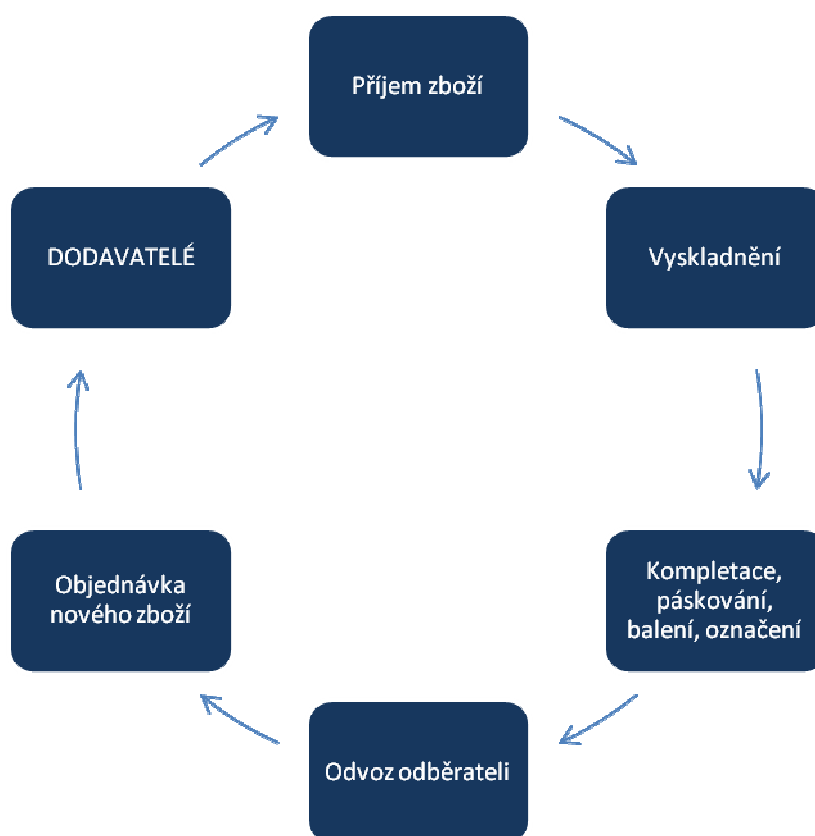 Příjem zboží
Vyskladnění
Kompletace,
páskování,
balení, označení
Odvoz odběrateli
Objednávka
nového zboží
DODAVATELÉ